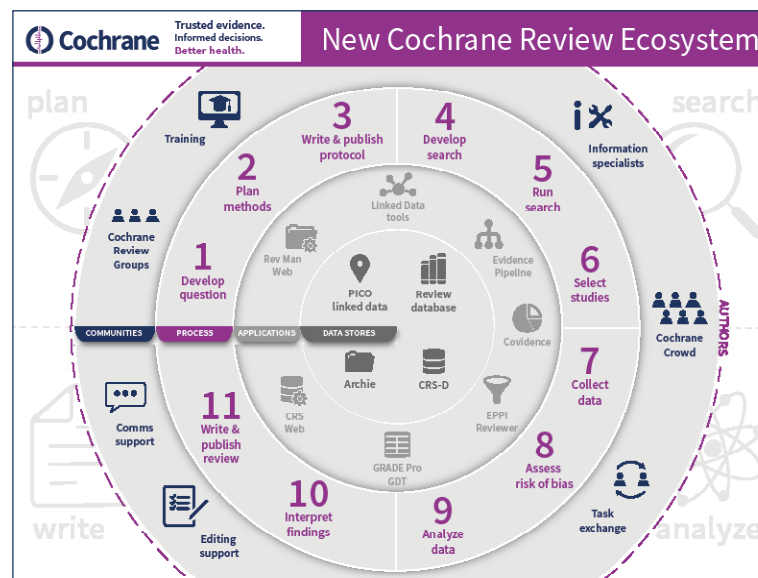 Cochrane
Trusted evidence.
Informed decisions.
Better health.
New Cochrane Review Ecosystem
plan
search
Training
3
Write & publish
protocol
4
Develop
search
Information
specialists
2
Plan
methods
5
Run
search
Linked Data
tools
Cochrane
Review
Groups
1
Develop
question
Rev Man
Web
Evidence
Pipeline
6
Select
studies
PICO
linked data
Review
database
Covidence
COMMUNITIES
PROCESS
APPLICATIONS
DATA STORES
AUTHORS
Cochrane
Crowd
7
Collect
data
Archie
CRS-D
Comms
support
11
Write &
publish
review
CRS
Web
EPPI
Reviewer
GRADE Pro
GDT
8
Assess
risk of bias
10
Interpret
findings
9
Analyze
data
Task
exchange
Editing
support
write
analyze